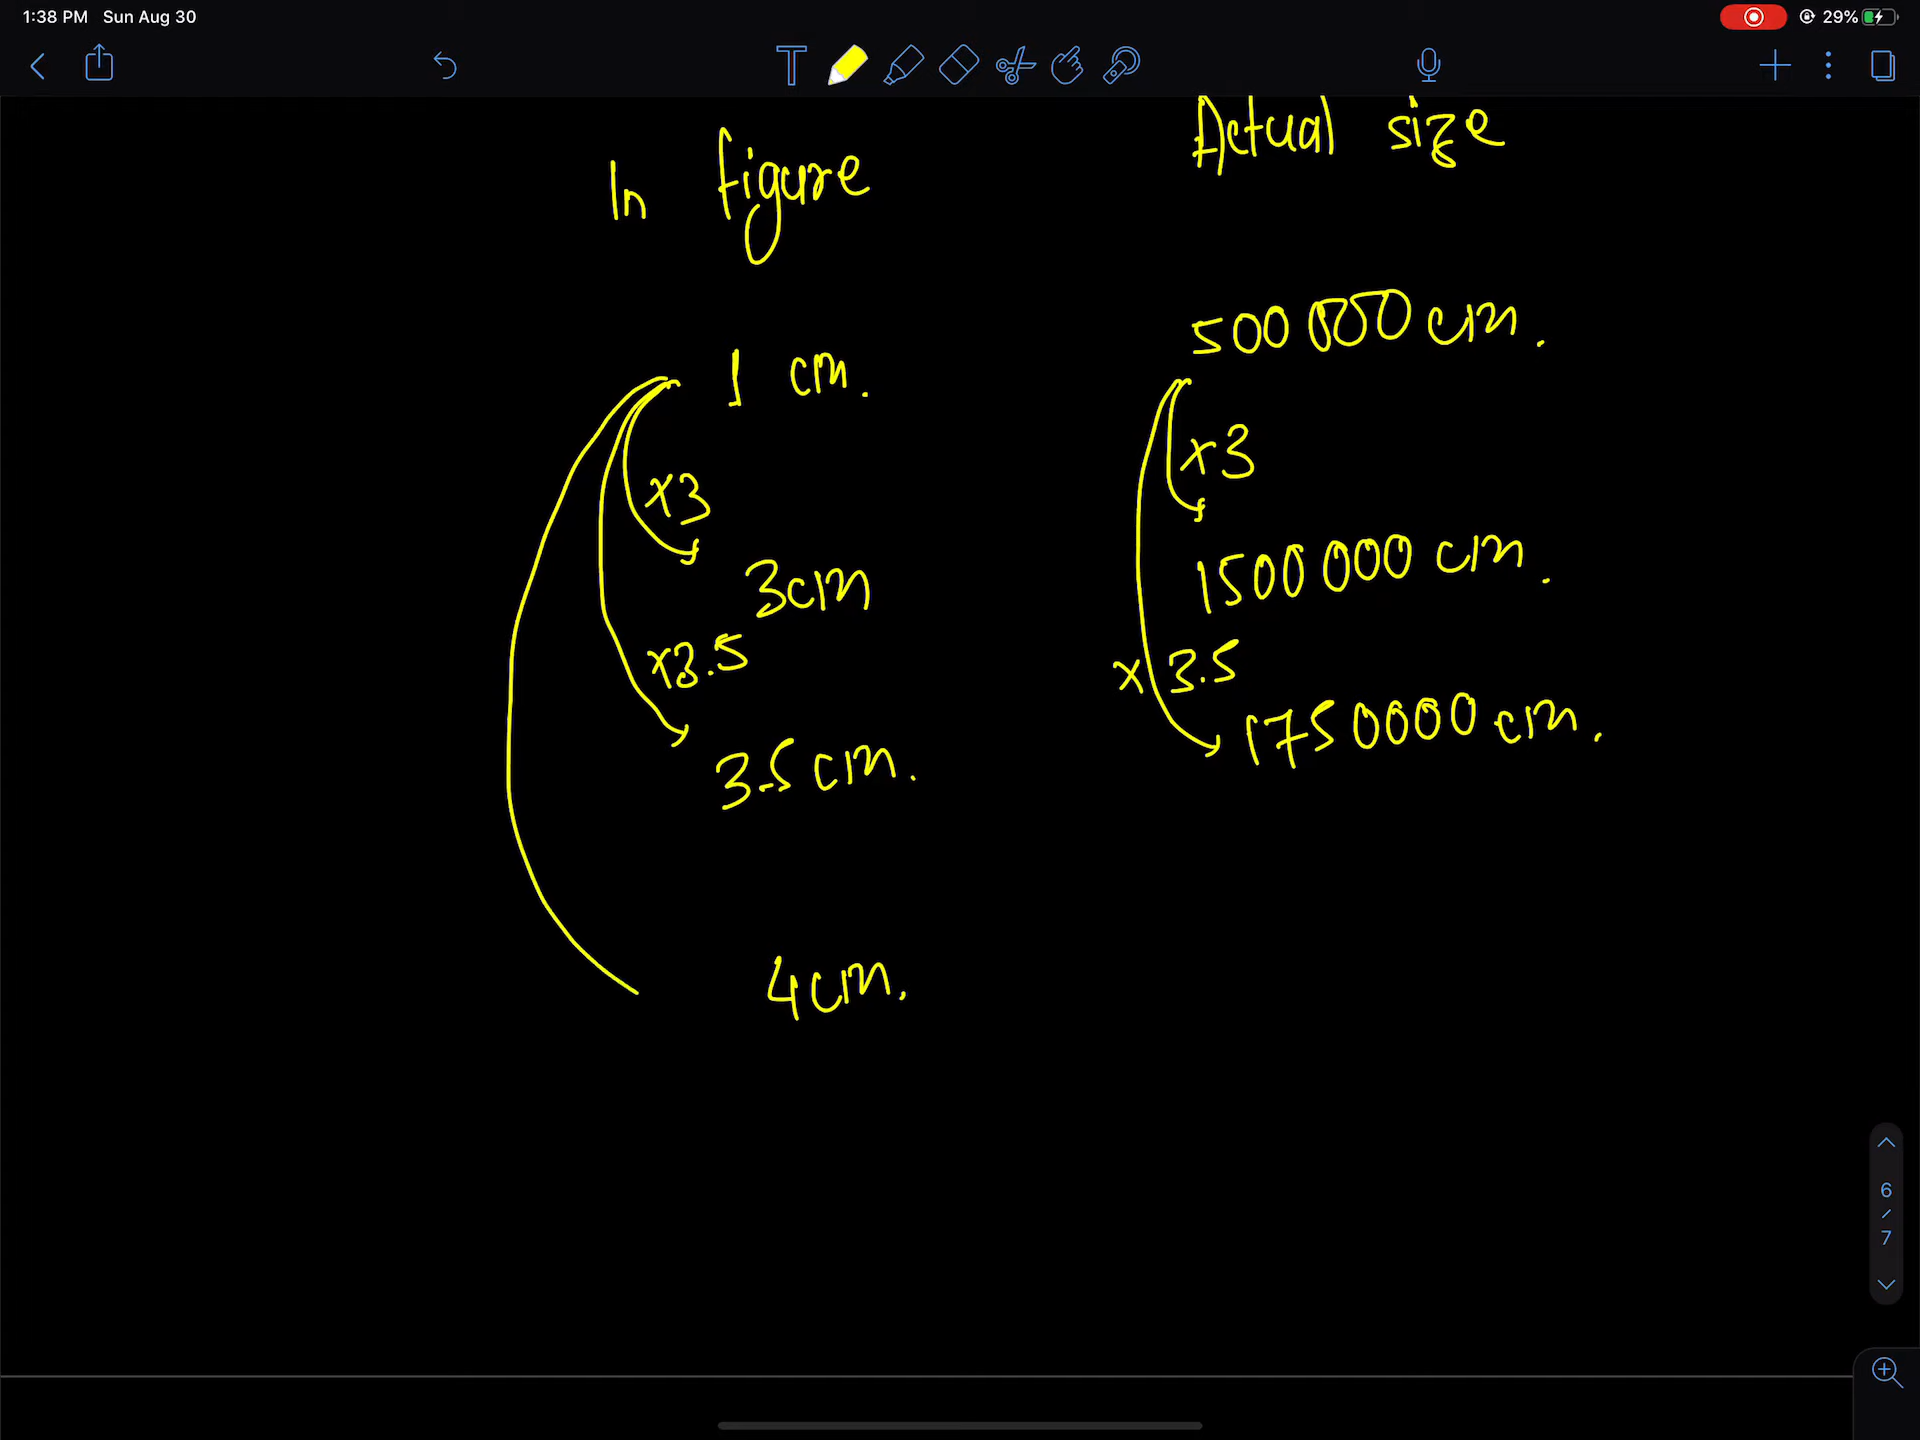 1:38 PM Sun Aug 30
29%
T
In figure
Actual size
1 cm.
500 000 cm.
x3
x3
3cm
1500 000 cm.
x3.5
x 3.5
3.5 cm.
1750000 cm.
4cm.
6
/
7